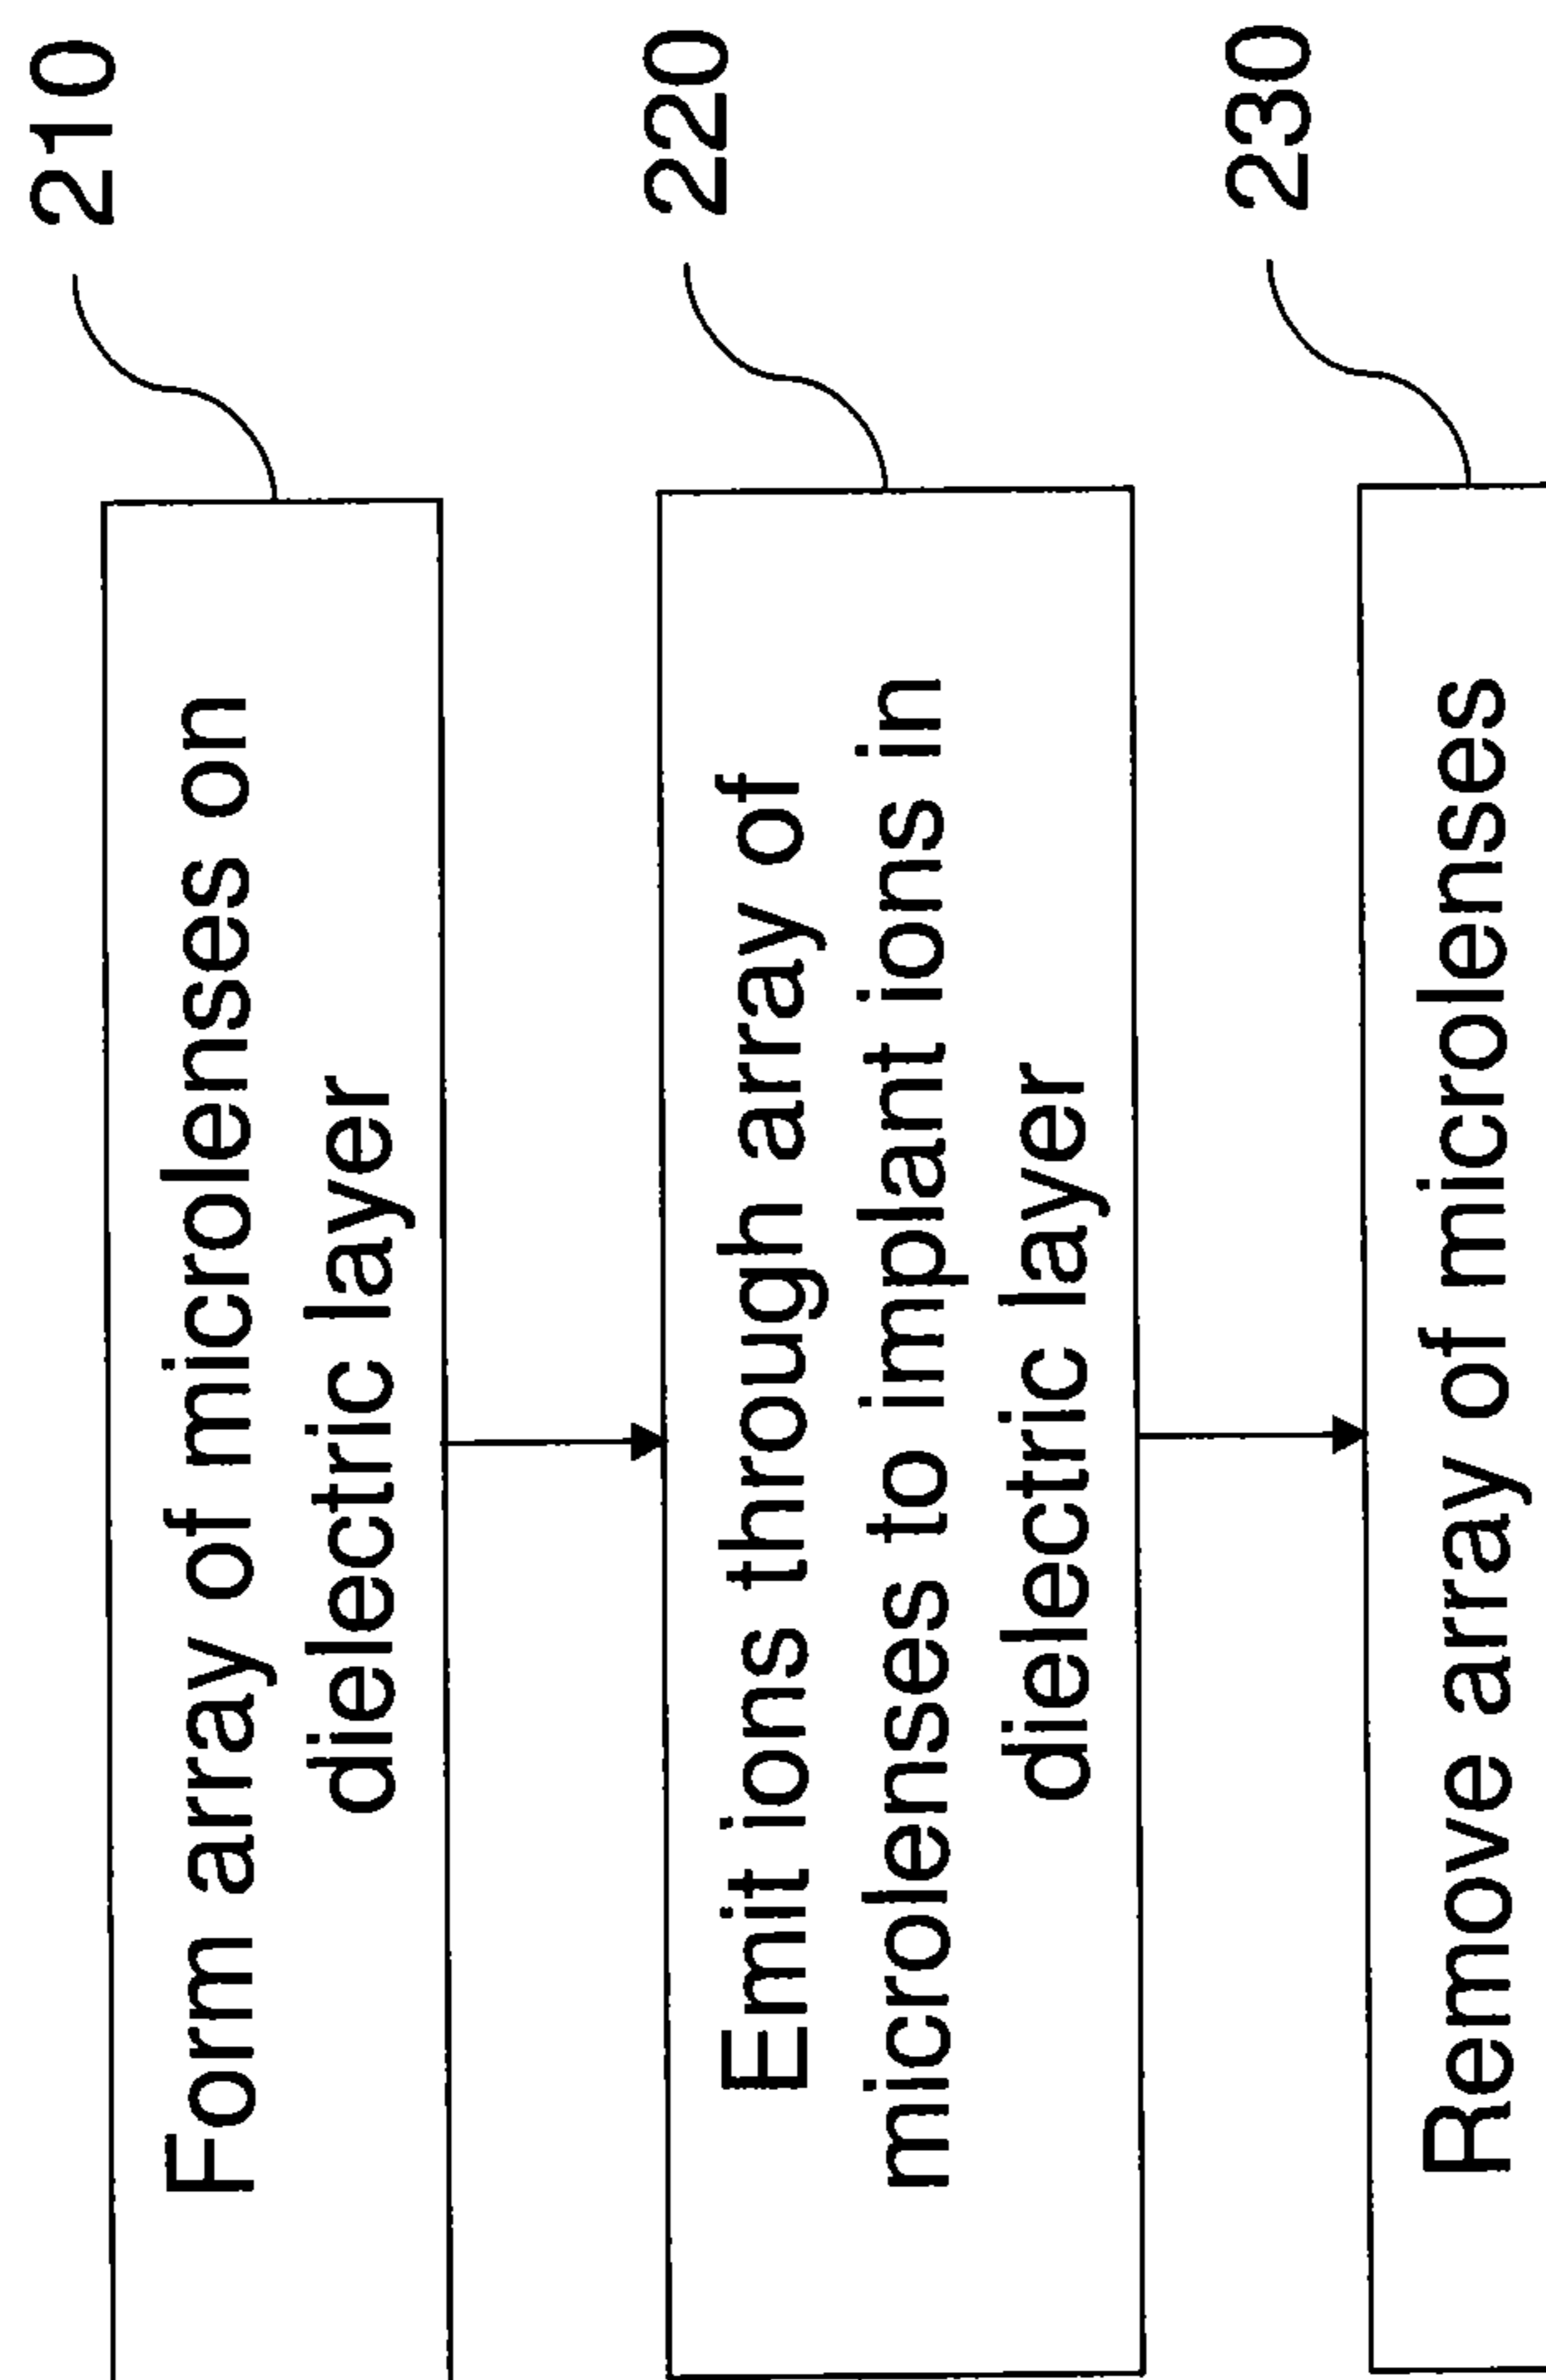 210
Form array of microlenses on
dielectric layer
220
Emit ions through array of
microlenses to implant ions in
dielectric layer
230
Remove array of microlenses